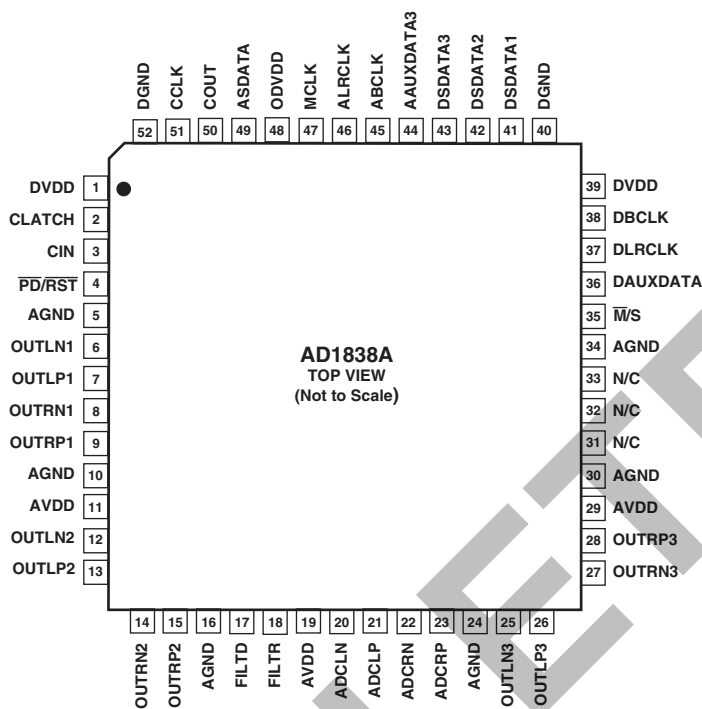 DGND
CCLK
COUT
ASDATA
ODVDD
MCLK
ALRCLK
ABCLK
AAUXDATA3
DSDATA3
DSDATA2
DSDATA1
DGND
52 51 50 49 48 47 46 45 44 43 42 41 40
DVDD 1
CLATCH 2
CIN 3
PD/RST 4
AGND 5
OUTLN1 6
OUTLP1 7
OUTRN1 8
OUTRP1 9
AGND 10
AVDD 11
OUTLN2 12
OUTLP2 13
AD1838A
TOP VIEW
(Not to Scale)
39 DVDD
38 DBCLK
37 DLRCLK
36 DAUXDATA
35 M/S
34 AGND
33 N/C
32 N/C
31 N/C
30 AGND
29 AVDD
28 OUTRP3
27 OUTRN3
14 15 16 17 18 19 20 21 22 23 24 25 26
OUTRN2
OUTRP2
AGND
FILTD
FILTR
AVDD
ADCLN
ADCLP
ADCRN
ADCRP
AGND
OUTLN3
OUTLP3